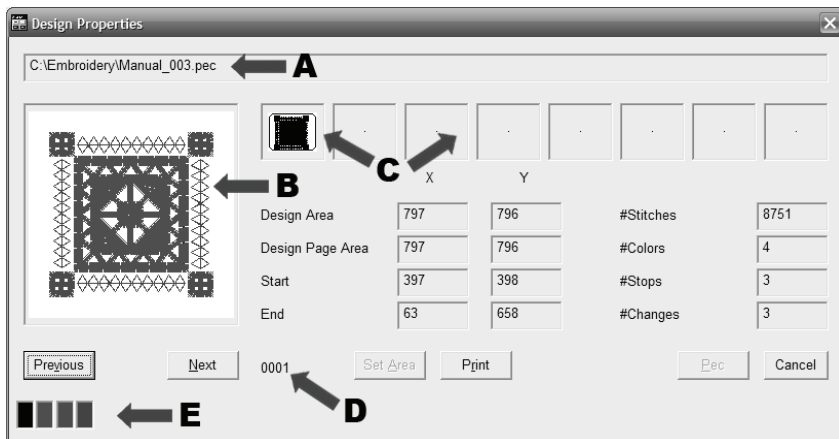 Design Properties
C:\Embroidery\Manual_003.pec A
B
C
X Y
Design Area 797 796 #Stitches 8751
Design Page Area 797 796 #Colors 4
Start 397 398 #Stops 3
End 63 658 #Changes 3
Previous Next 0001 Set Area Print Pec Cancel
D
E